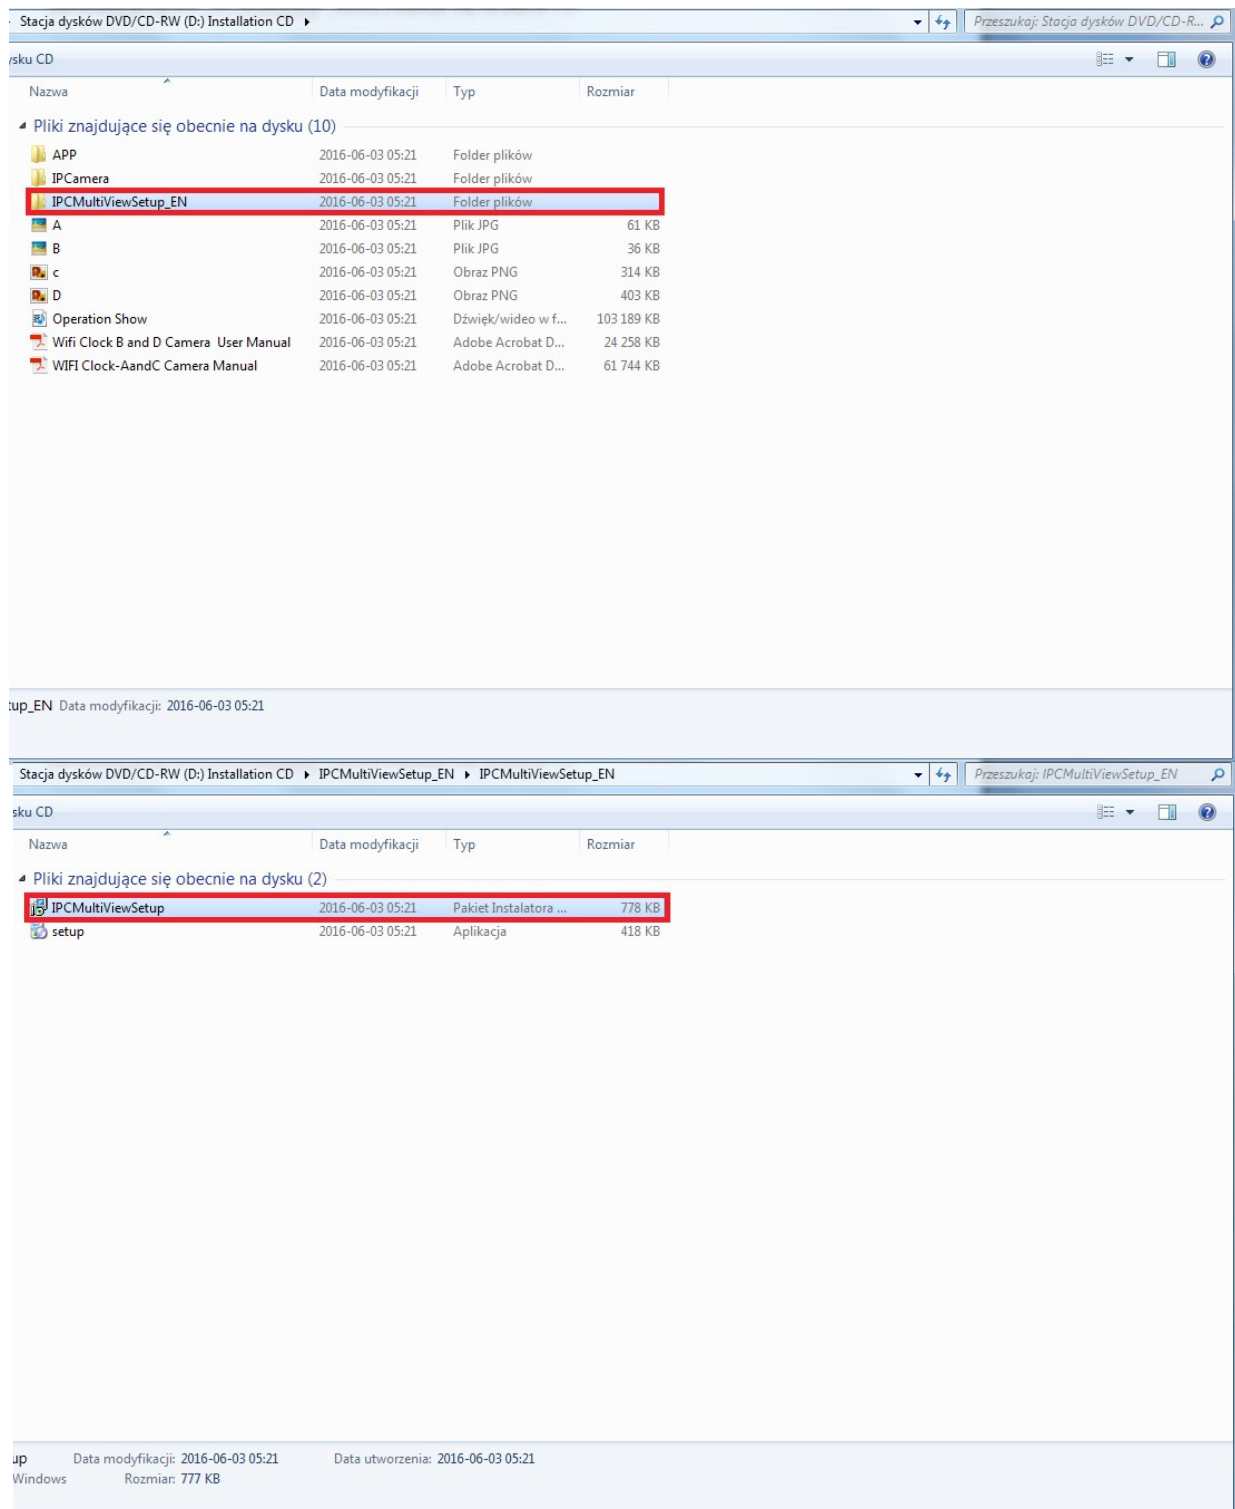 Stacja dysków DVD/CD-RW (D:) Installation CD
Przeszukaj: Stacja dysków DVD/CD-R...
ysku CD
Nazwa Data modyfikacji Typ Rozmiar
Pliki znajdujące się obecnie na dysku (10)
APP 2016-06-03 05:21 Folder plików
IPCamera 2016-06-03 05:21 Folder plików
IPCMultiViewSetup_EN 2016-06-03 05:21 Folder plików
A 2016-06-03 05:21 Plik JPG 61 KB
B 2016-06-03 05:21 Plik JPG 36 KB
c 2016-06-03 05:21 Obraz PNG 314 KB
D 2016-06-03 05:21 Obraz PNG 403 KB
Operation Show 2016-06-03 05:21 Dźwięk/wideo w f... 103 189 KB
Wifi Clock B and D Camera  User Manual 2016-06-03 05:21 Adobe Acrobat D... 24 258 KB
WIFI Clock-AandC Camera Manual 2016-06-03 05:21 Adobe Acrobat D... 61 744 KB
tup_EN Data modyfikacji: 2016-06-03 05:21
Stacja dysków DVD/CD-RW (D:) Installation CD IPCMultiViewSetup_EN IPCMultiViewSetup_EN
Przeszukaj: IPCMultiViewSetup_EN
sku CD
Nazwa Data modyfikacji Typ Rozmiar
Pliki znajdujące się obecnie na dysku (2)
IPCMultiViewSetup 2016-06-03 05:21 Pakiet Instalatora ... 778 KB
setup 2016-06-03 05:21 Aplikacja 418 KB
up Data modyfikacji: 2016-06-03 05:21 Data utworzenia: 2016-06-03 05:21
Windows Rozmiar: 777 KB